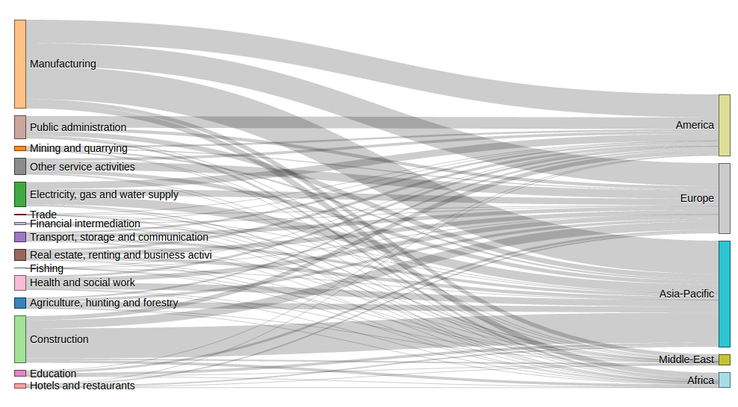 Manufacturing
Public administration
Mining and quarrying
Other service activities
Electricity, gas and water supply
Trade
Financial intermediation
Transport, storage and communication
Real estate, renting and business activi
Fishing
Health and social work
Agriculture, hunting and forestry
Construction
Education
Hotels and restaurants
America
Europe
Asia-Pacific
Middle-East
Africa